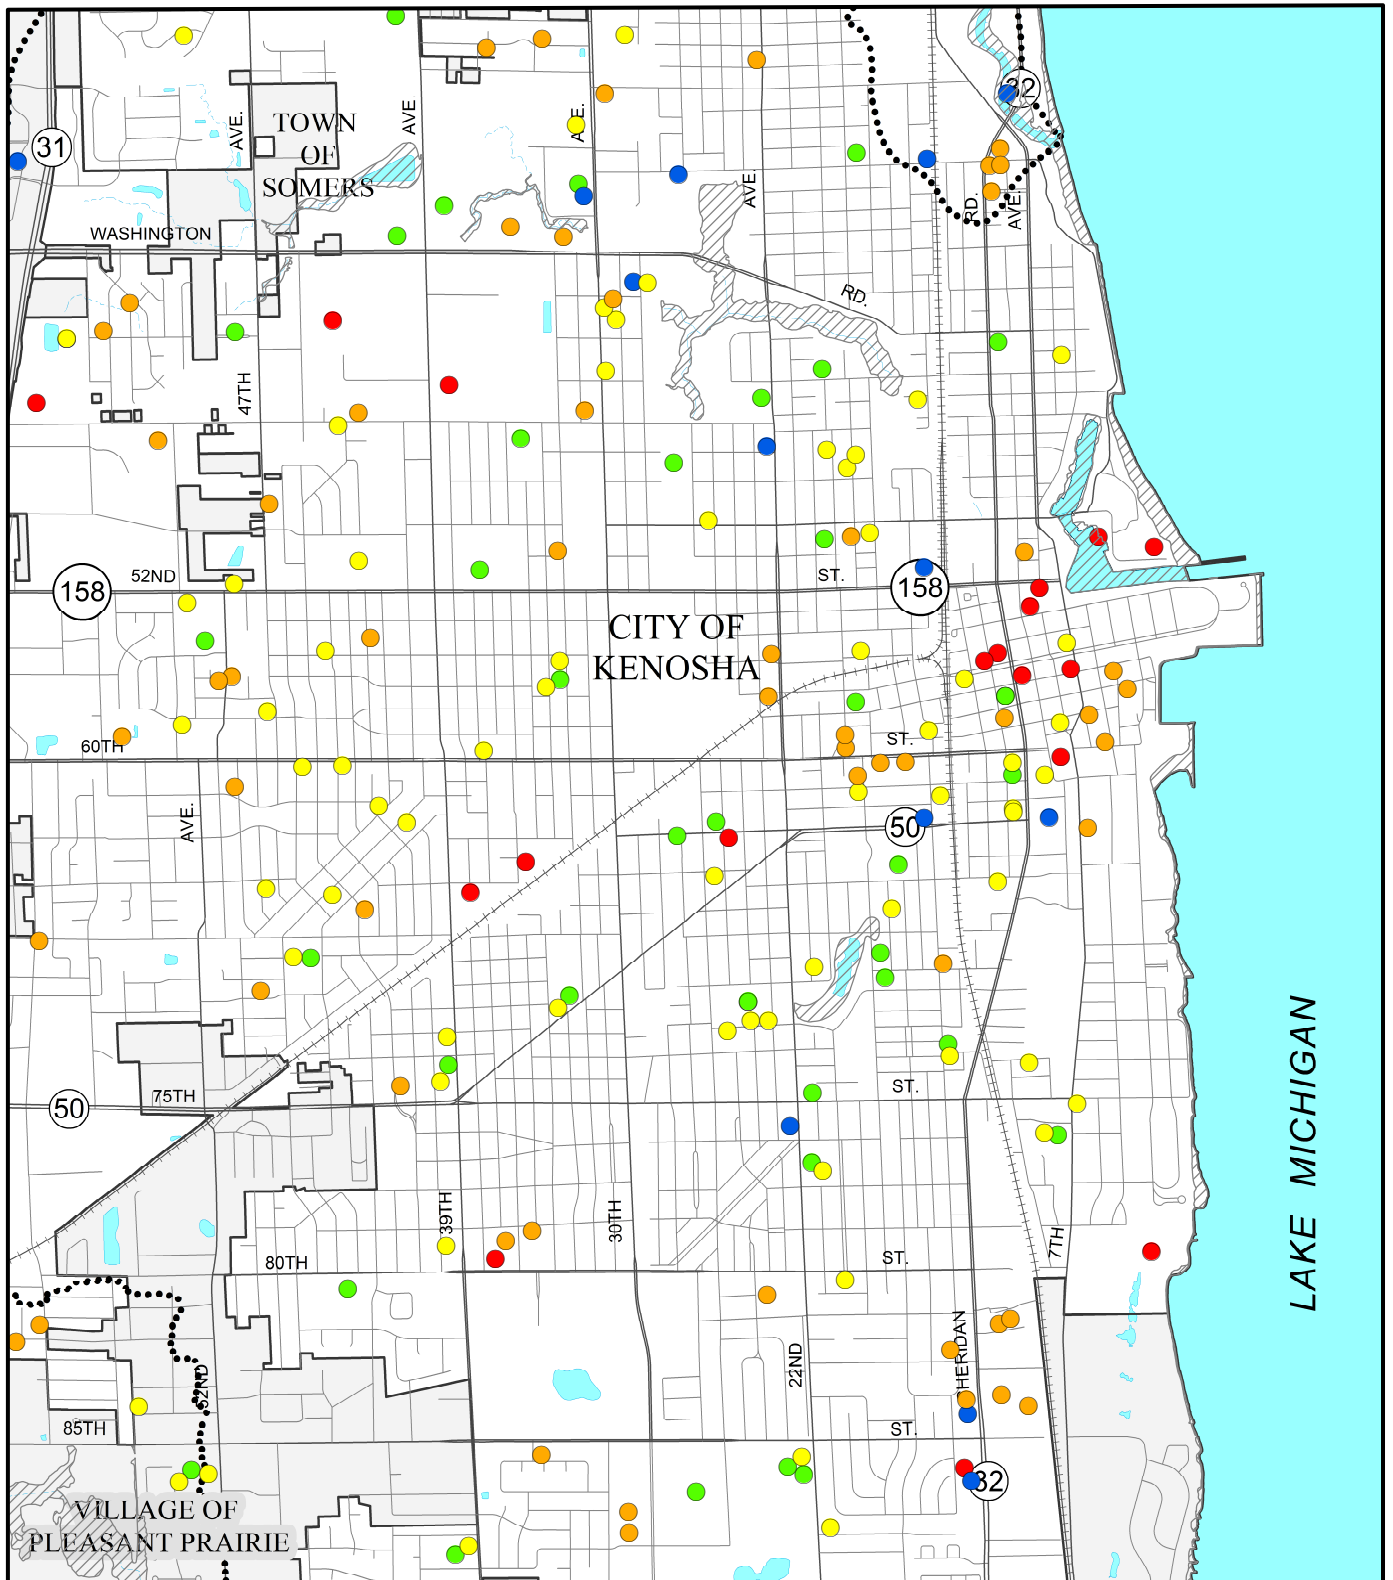 32
31
TOWN
OF
SOMERS
AVE.
AVE
AVE.
AVE.
RD.
AVE.
WASHINGTON
RD.
47TH
158
52ND
ST.
158
CITY OF
KENOSHA
60TH
ST.
AVE.
50
LAKE MICHIGAN
50
75TH
ST.
39TH
30TH
7TH
80TH
ST.
SHERIDAN
22ND
52ND
85TH
ST.
32
VILLAGE OF
PLEASANT PRAIRIE